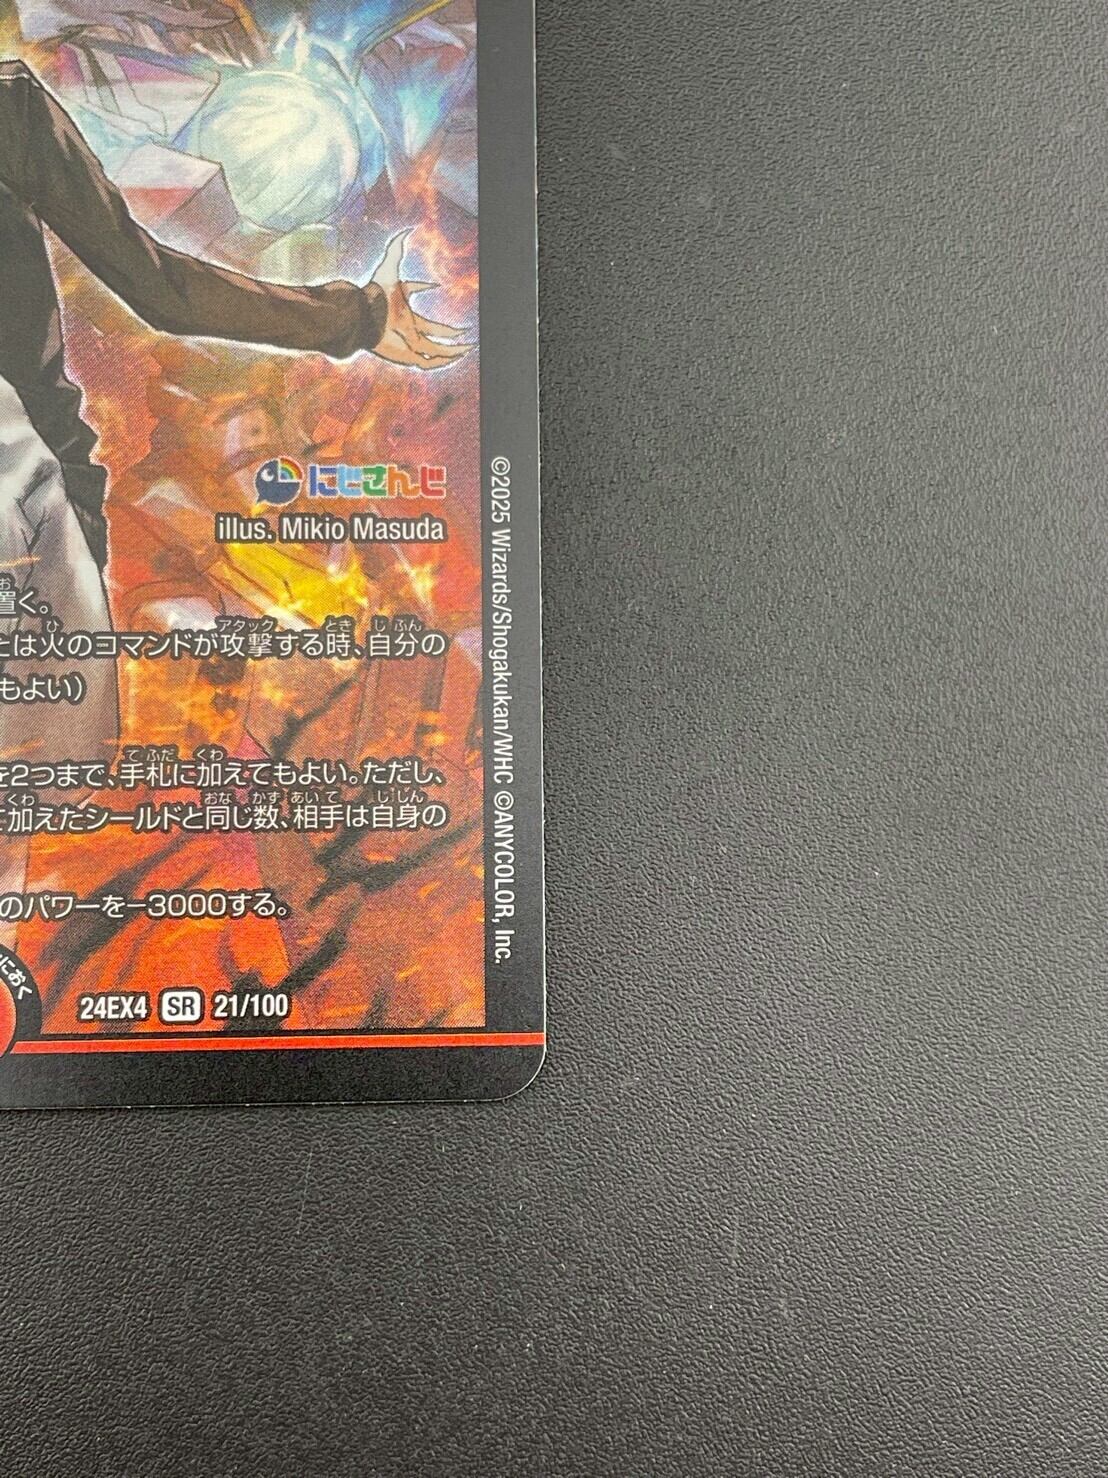 にじさんじ
illus. Mikio Masuda
置く。
は火のコマンドが攻撃する時、自分の
もよい）
を2つまで、手札に加えてもよい。ただし、
加えたシールドと同じ数、相手は自身の
のパワーを−3000する。
におく
24EX4 SR 21/100
©2025 Wizards/Shogakukan/WHC ©ANYCOLOR, Inc.